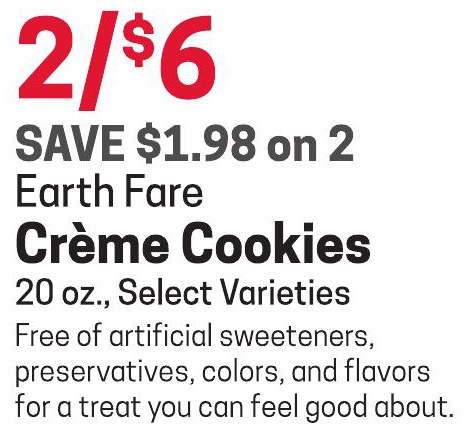 2/$6
SAVE $1.98 on 2
Earth Fare
Crème Cookies
20 oz., Select Varieties
Free of artificial sweeteners,
preservatives, colors, and flavors
for a treat you can feel good about.